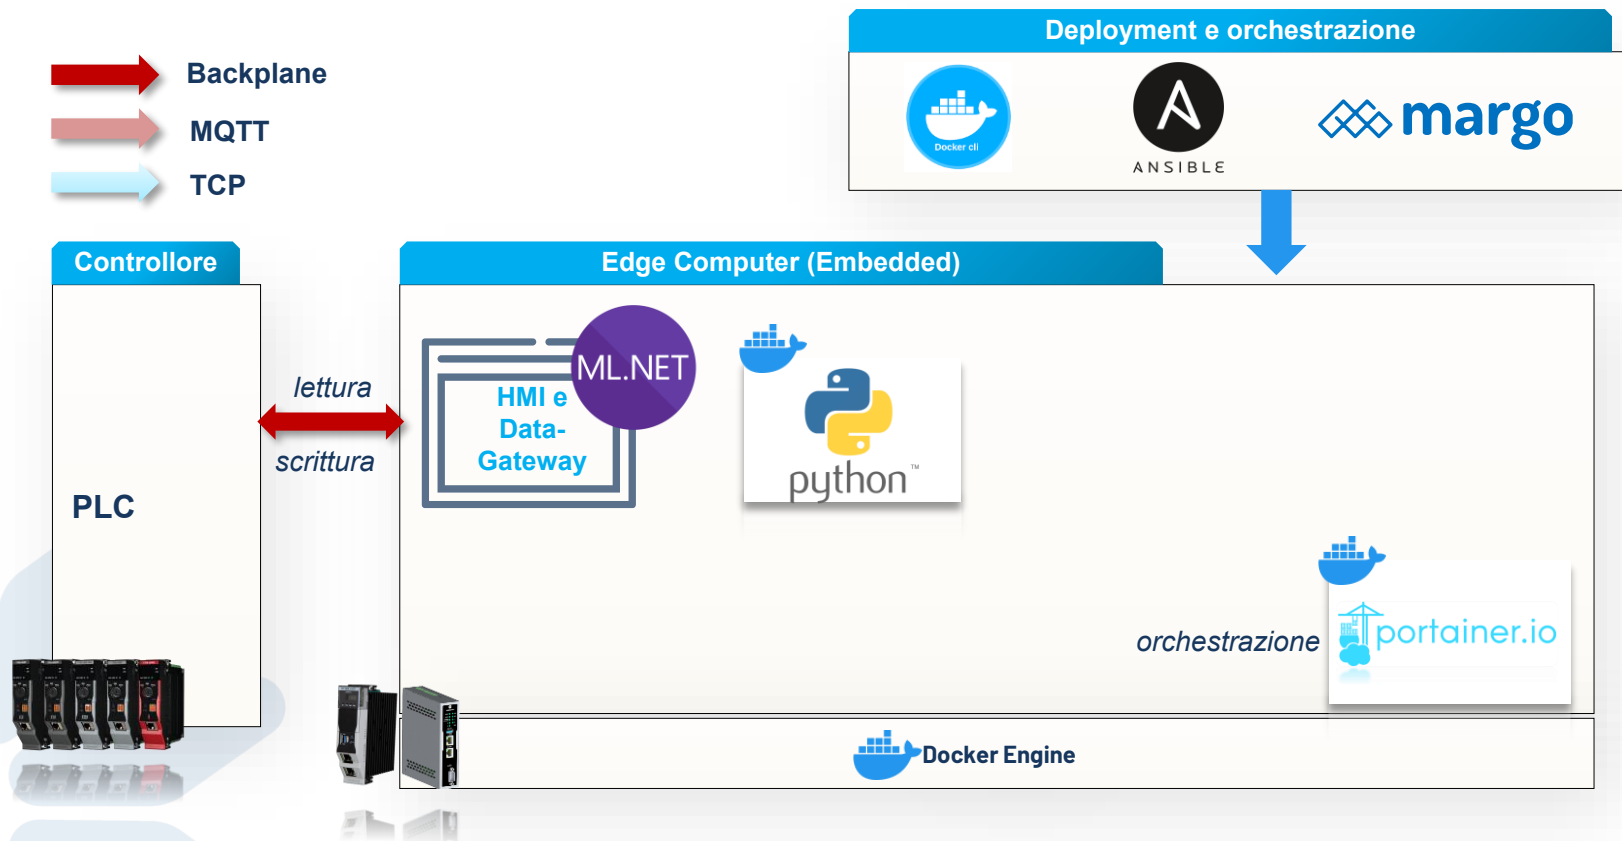 Deployment e orchestrazione
Backplane
MQTT
TCP
Docker cli
ANSIBLE
margo
Controllore
Edge Computer (Embedded)
ML.NET
HMI e
Data-
Gateway
lettura
scrittura
python™
PLC
orchestrazione
portainer.io
Docker Engine